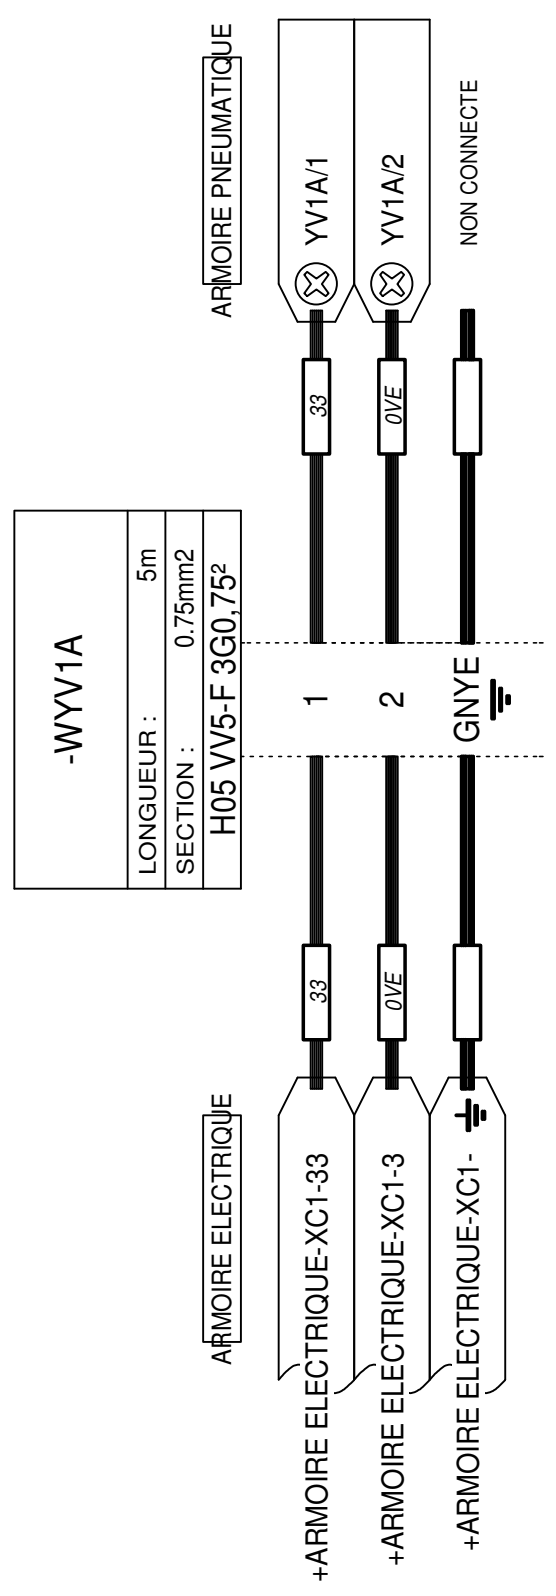 -WYV1A
LONGUEUR : 5m
SECTION : 0.75mm2
H05 VV5-F 3G0,75²
ARMOIRE ELECTRIQUE
ARMOIRE PNEUMATIQUE
+ARMOIRE ELECTRIQUE-XC1-33 33 1 33 YV1A/1
+ARMOIRE ELECTRIQUE-XC1-3 0VE 2 0VE YV1A/2
+ARMOIRE ELECTRIQUE-XC1- GNYE NON CONNECTE